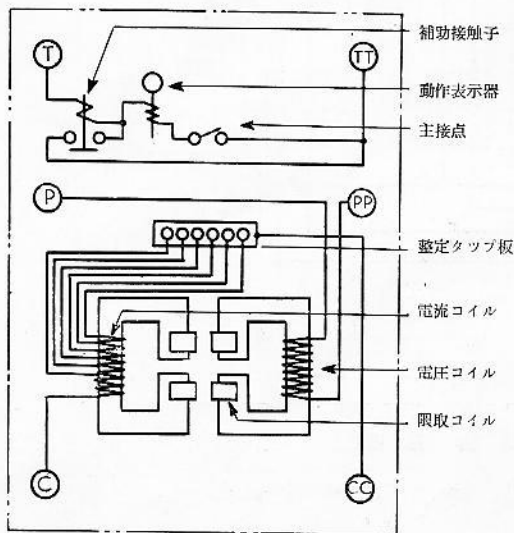 補助接触子
T
TT
動作表示器
主接点
P
PP
整定タップ板
電流コイル
電圧コイル
隈取コイル
C
CC